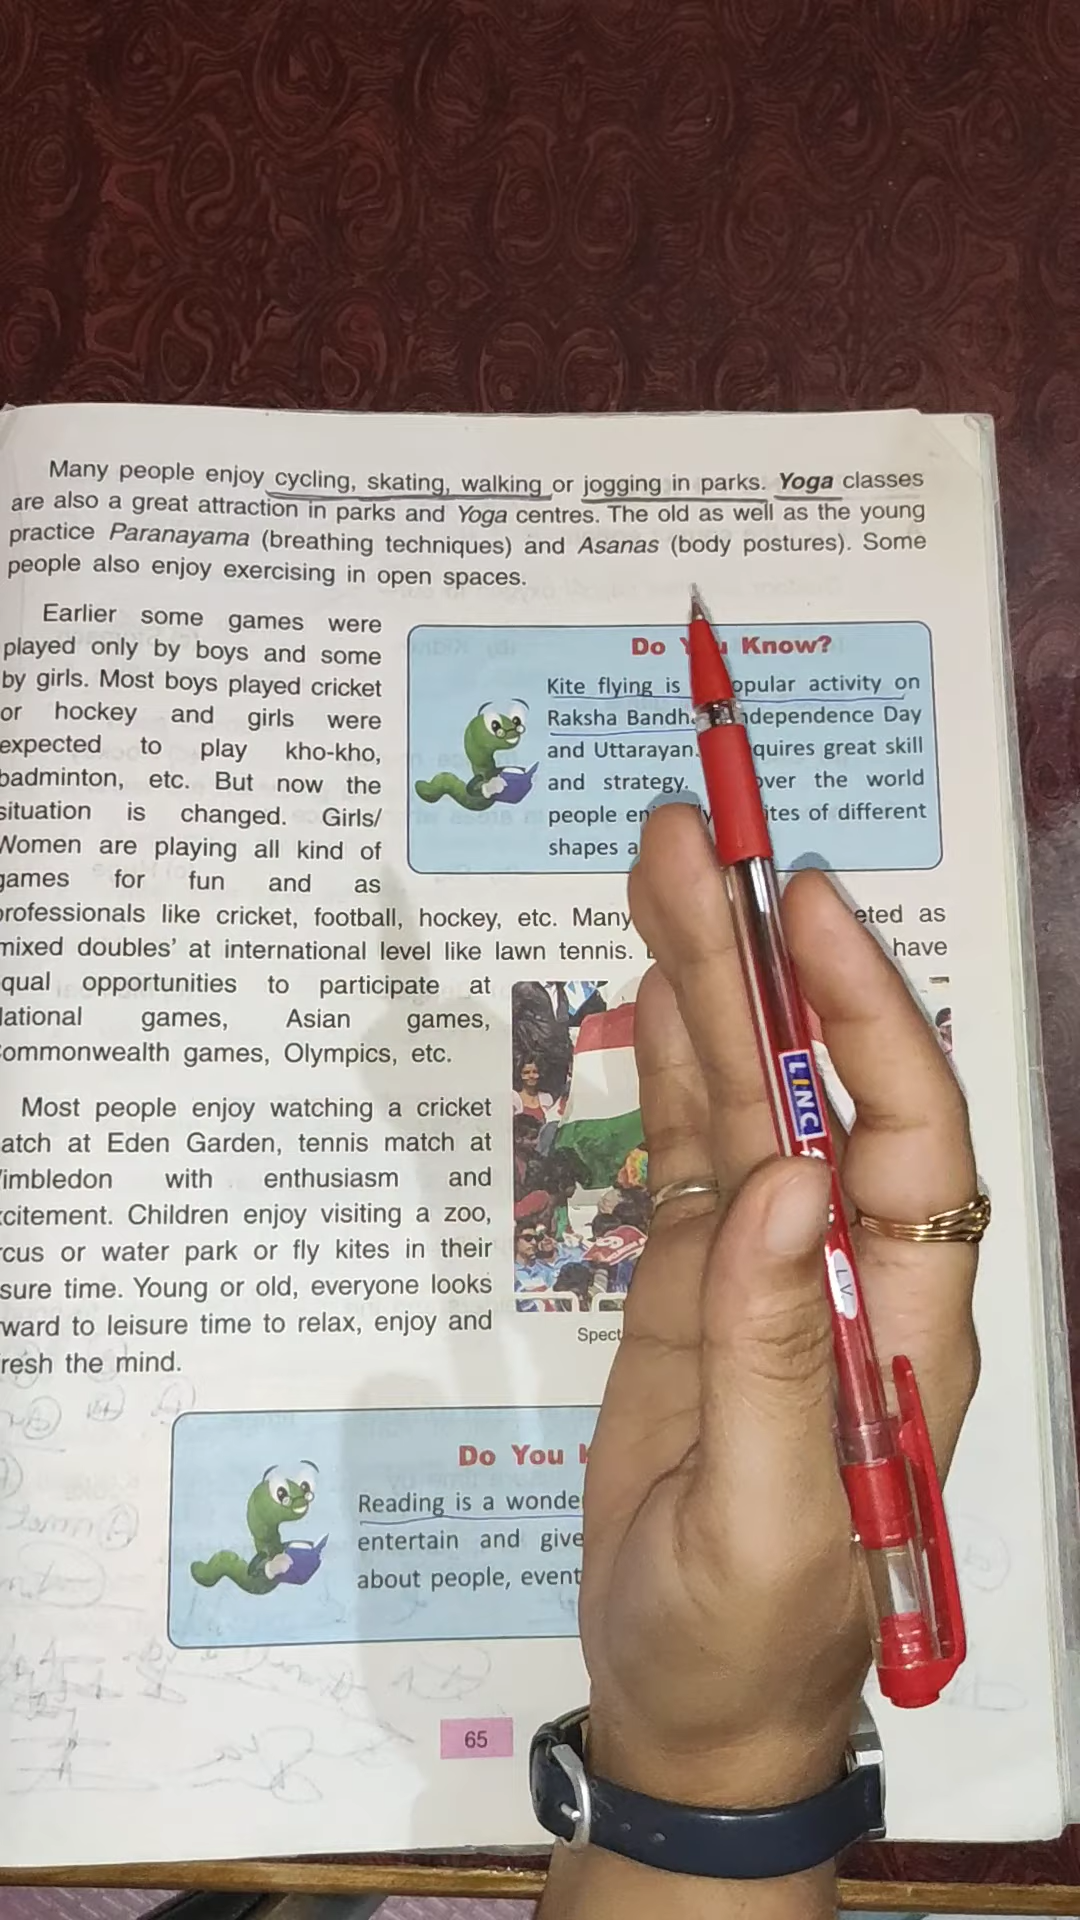 Many people enjoy cycling, skating, walking or jogging in parks. Yoga classes
are also a great attraction in parks and Yoga centres. The old as well as the young
practice Paranayama (breathing techniques) and Asanas (body postures). Some
people also enjoy exercising in open spaces.
Earlier some games were
played only by boys and some
by girls. Most boys played cricket
or hockey and girls were
expected to play kho-kho,
badminton, etc. But now the
situation is changed. Girls/
Women are playing all kind of
games for fun and as
rofessionals like cricket, football, hockey, etc. Many eted as
mixed doubles' at international level like lawn tennis. have
qual opportunities to participate at
ational games, Asian games,
ommonwealth games, Olympics, etc.
Do You Know?
Kite flying is opular activity on
Raksha Bandha ndependence Day
and Uttarayan. quires great skill
and strategy. over the world
people en fly ites of different
shapes a
Spect
Most people enjoy watching a cricket
atch at Eden Garden, tennis match at
imbledon with enthusiasm and
citement. Children enjoy visiting a zoo,
rcus or water park or fly kites in their
sure time. Young or old, everyone looks
ward to leisure time to relax, enjoy and
resh the mind.
Do You K
Reading is a wonde
entertain and give
about people, event
65
LINC